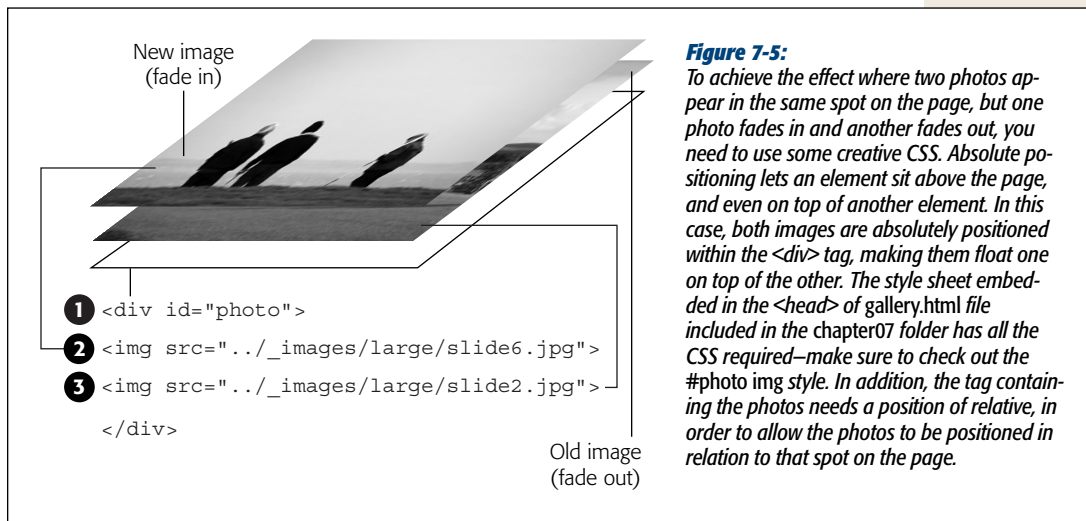 New image
(fade in)
1 <div id="photo">
2 <img src="../_images/large/slide6.jpg">
3 <img src="../_images/large/slide2.jpg">
</div>
Old image
(fade out)
Figure 7-5:
To achieve the effect where two photos ap-
pear in the same spot on the page, but one
photo fades in and another fades out, you
need to use some creative CSS. Absolute po-
sitioning lets an element sit above the page,
and even on top of another element. In this
case, both images are absolutely positioned
within the <div> tag, making them float one
on top of the other. The style sheet embed-
ded in the <head> of gallery.html file
included in the chapter07 folder has all the
CSS required—make sure to check out the
#photo img style. In addition, the tag contain-
ing the photos needs a position of relative, in
order to allow the photos to be positioned in
relation to that spot on the page.